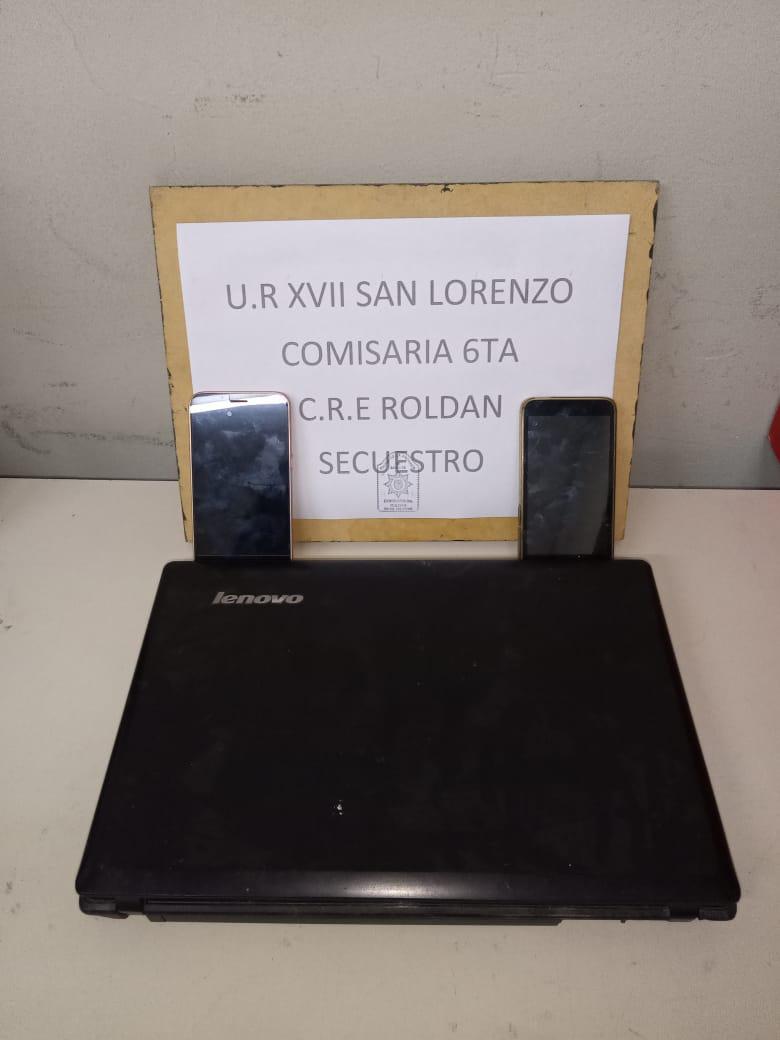 U.R XVII SAN LORENZO
COMISARIA 6TA
C.R.E ROLDAN
SECUESTRO
lenovo